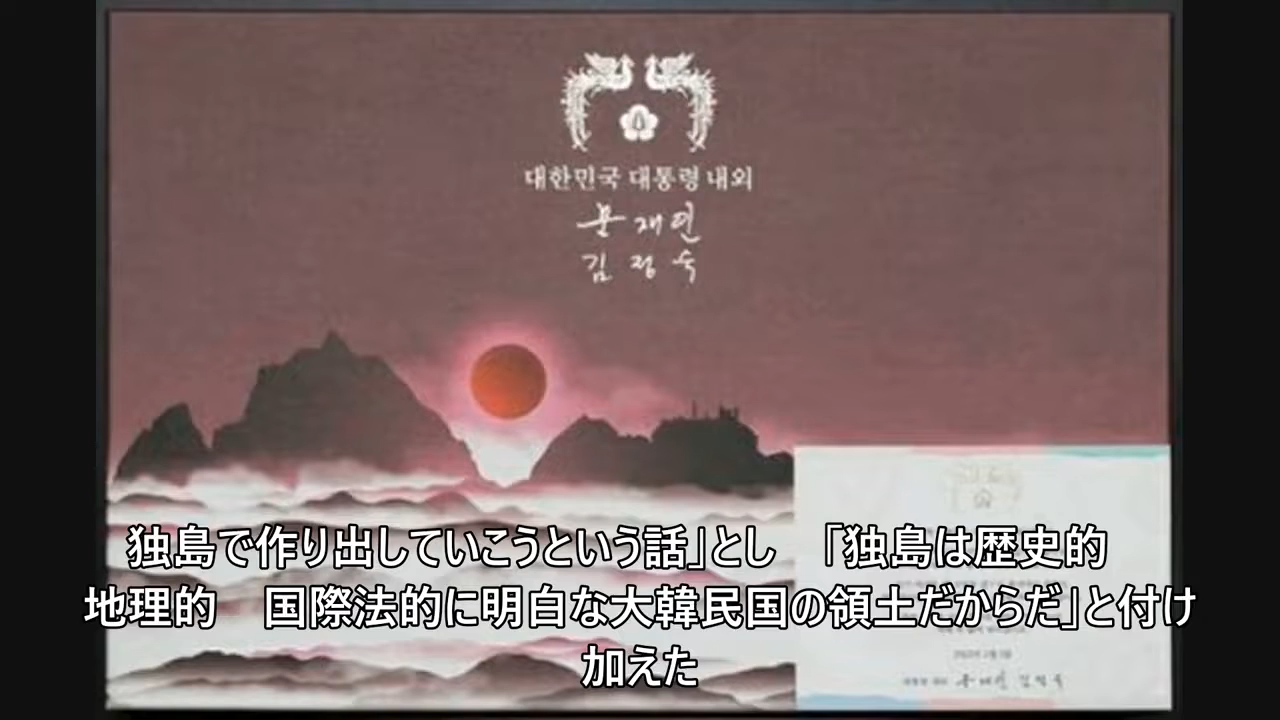 대한민국 대통령 내외
문재인
김정숙
独島で作り出していこうという話」とし　「独島は歴史的
地理的　国際法的に明白な大韓民国の領土だからだ」と付け
加えた